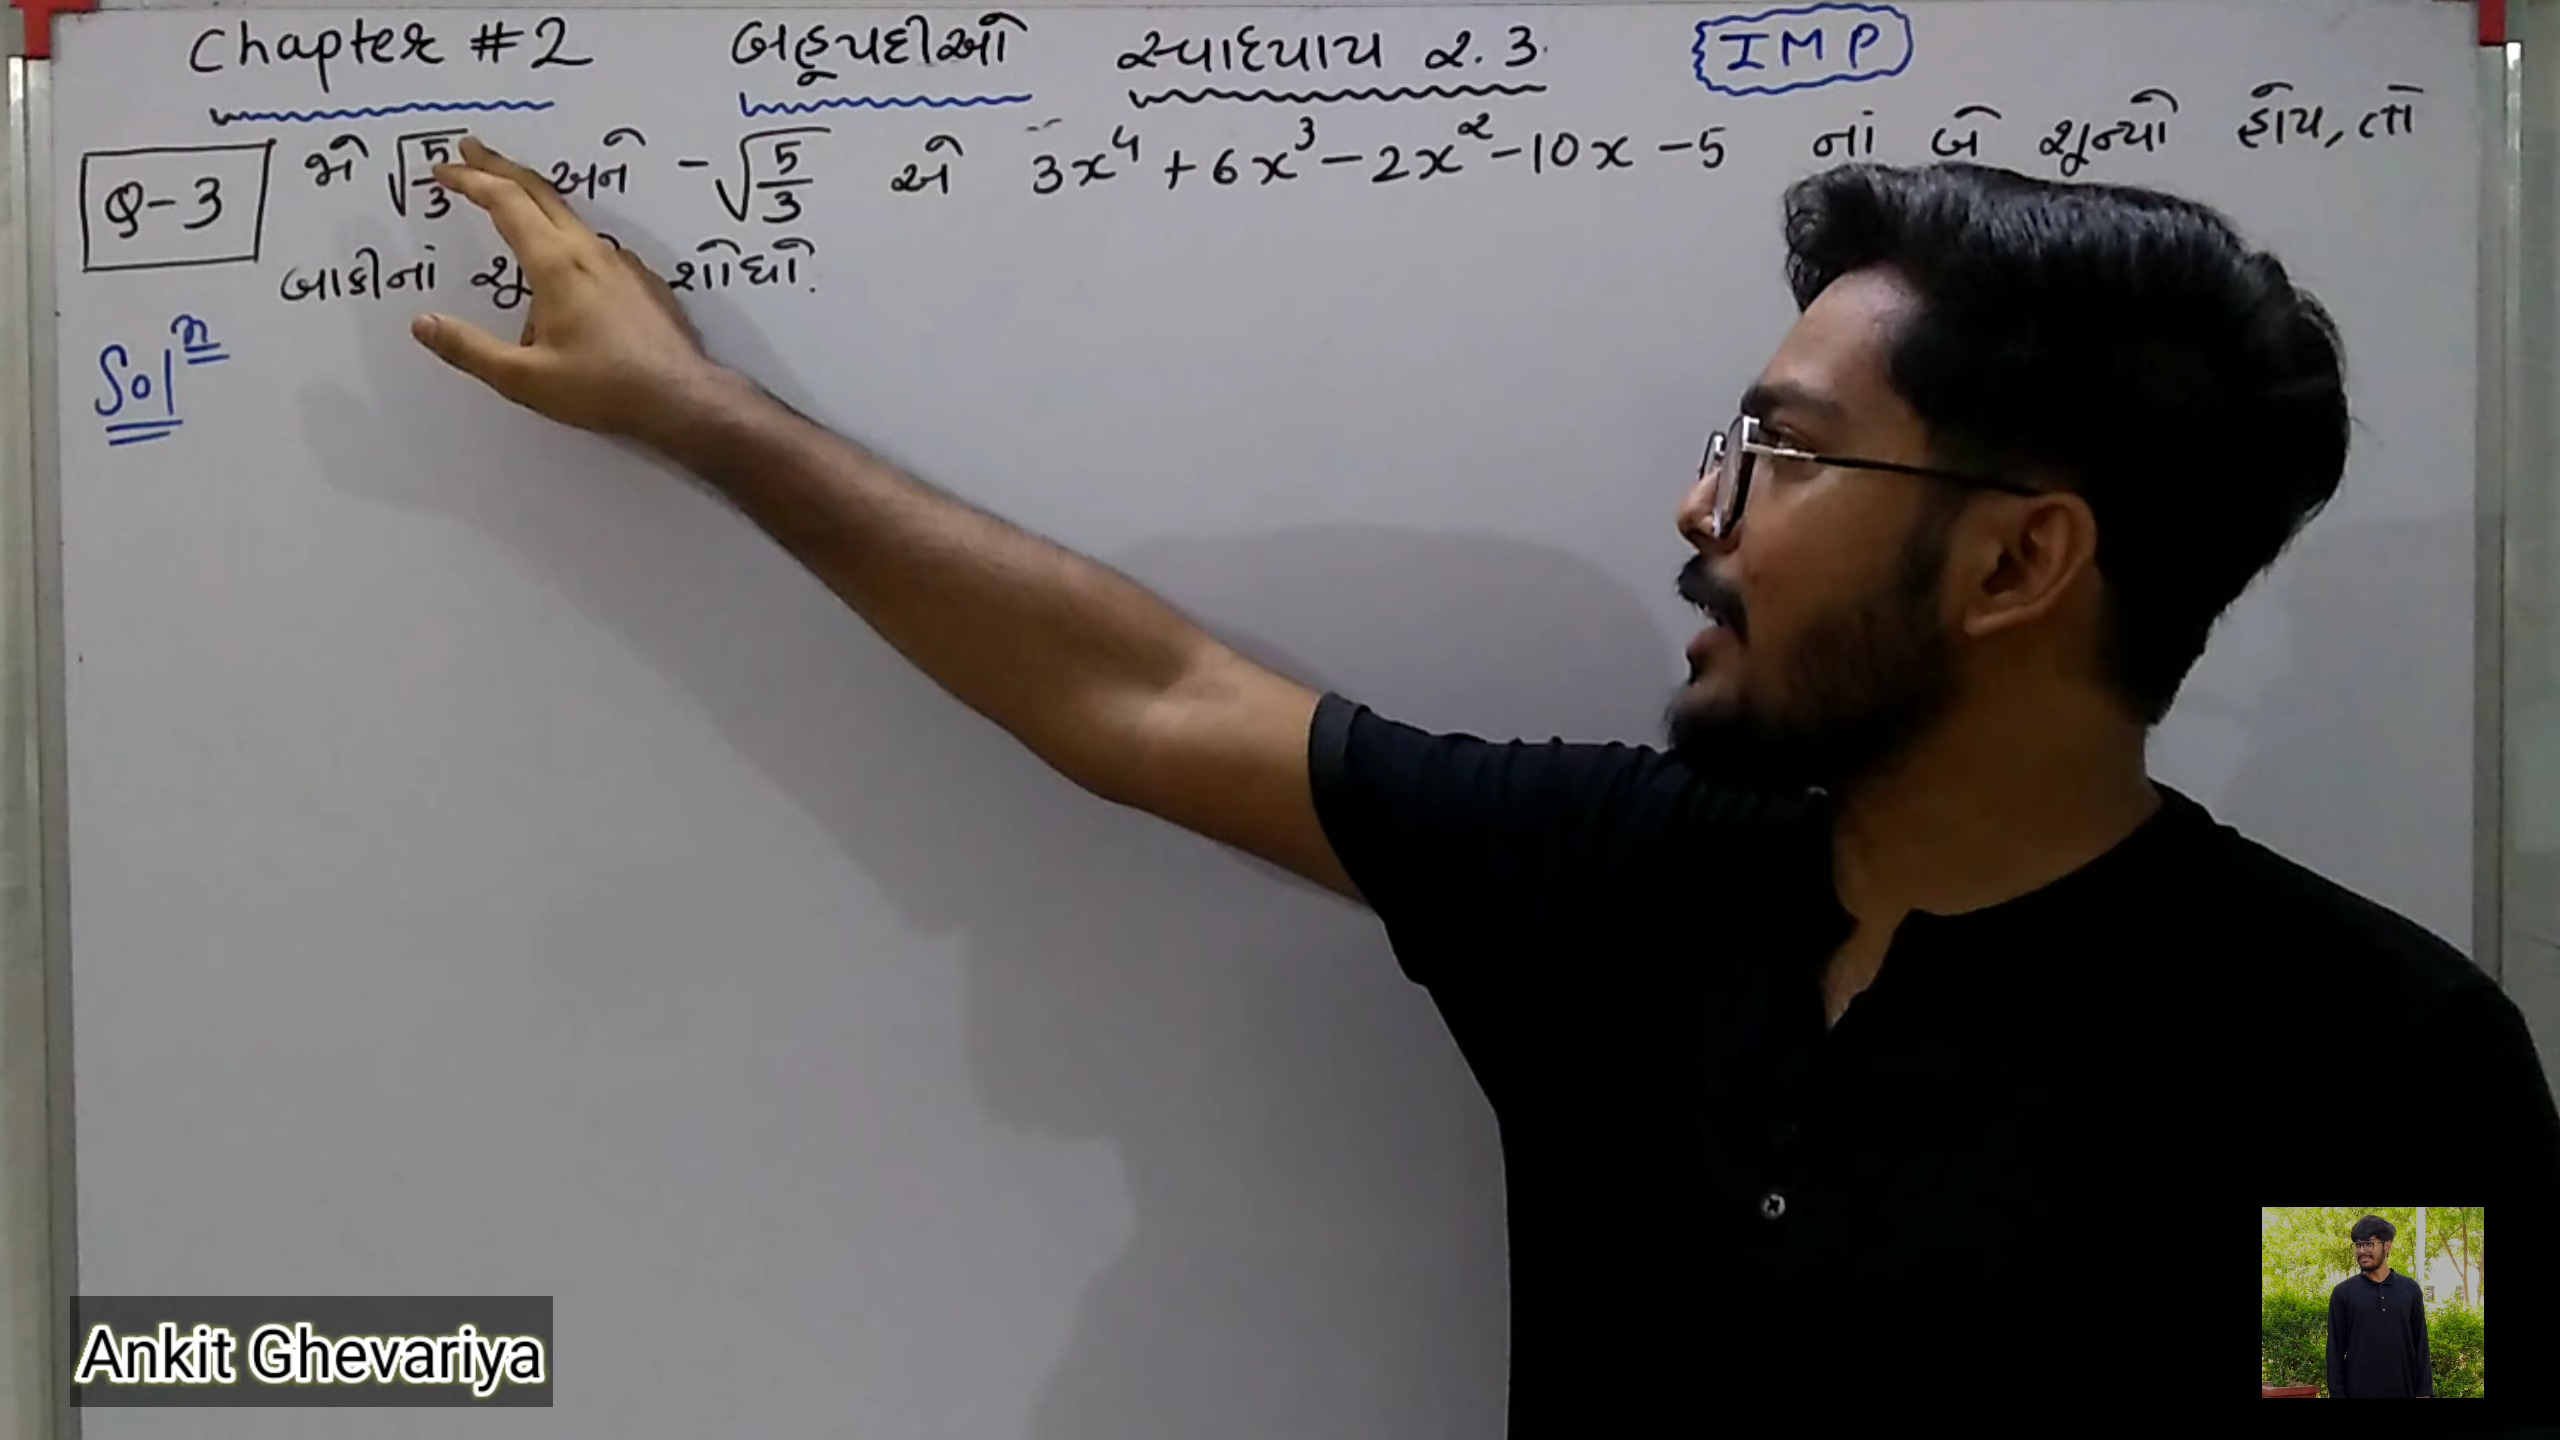 Chapter #2 બહૂપદીઓ સ્વાધ્યાય ૨.3 IMP
Q-3 જો √5/3 અને -√5/3 એ 3x⁴ + 6x³ - 2x² - 10x - 5 નાં બે શૂન્યો હોય, તો
બાકીનાં શોધો.
Solⁿ
Ankit Ghevariya